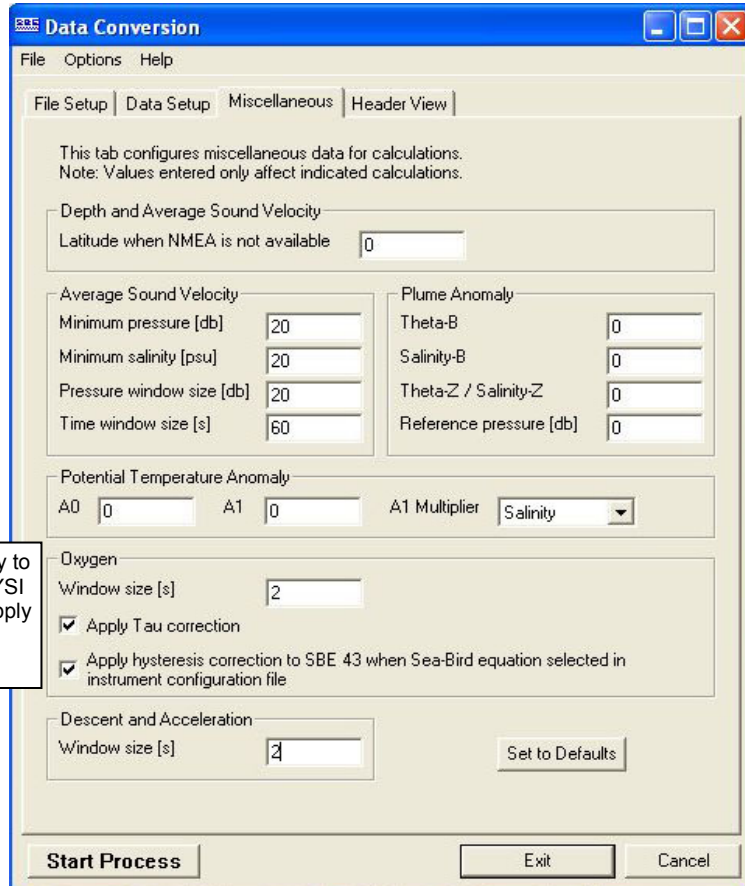 SBE Data Conversion
File Options Help
File Setup Data Setup Miscellaneous Header View
This tab configures miscellaneous data for calculations.
Note: Values entered only affect indicated calculations.
Depth and Average Sound Velocity
Latitude when NMEA is not available 0
Average Sound Velocity
Minimum pressure [db] 20
Minimum salinity [psu] 20
Pressure window size [db] 20
Time window size [s] 60
Plume Anomaly
Theta-B 0
Salinity-B 0
Theta-Z / Salinity-Z 0
Reference pressure [db] 0
Potential Temperature Anomaly
A0 0 A1 0 A1 Multiplier Salinity
y to
YSI
pply
Oxygen
Window size [s] 2
Apply Tau correction
Apply hysteresis correction to SBE 43 when Sea-Bird equation selected in
instrument configuration file
Descent and Acceleration
Window size [s] 2
Set to Defaults
Start Process Exit Cancel